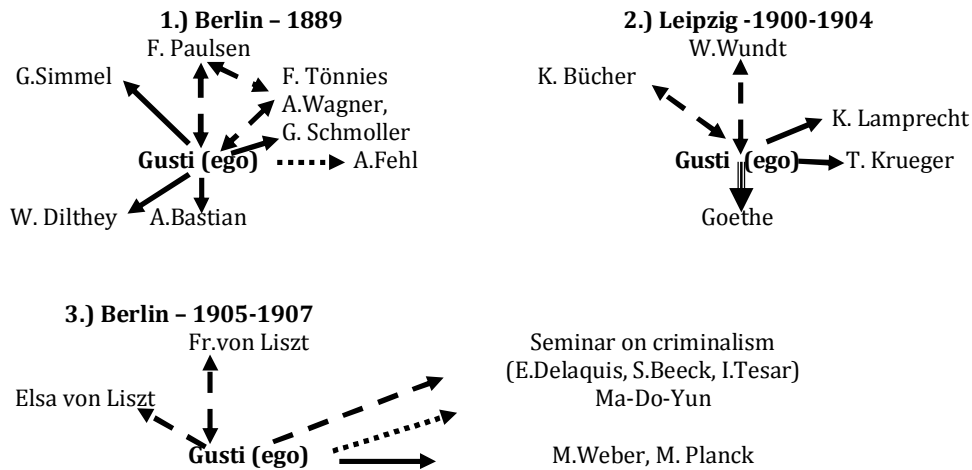 1.) Berlin – 1889
F. Paulsen
G.Simmel
F. Tönnies
A.Wagner,
G. Schmoller
Gusti (ego)
A.Fehl
W. Dilthey
A.Bastian
2.) Leipzig -1900-1904
W.Wundt
K. Bücher
K. Lamprecht
Gusti (ego)
T. Krueger
Goethe
3.) Berlin – 1905-1907
Fr.von Liszt
Elsa von Liszt
Gusti (ego)
Seminar on criminalism
(E.Delaquis, S.Beeck, I.Tesar)
Ma-Do-Yun
M.Weber, M. Planck